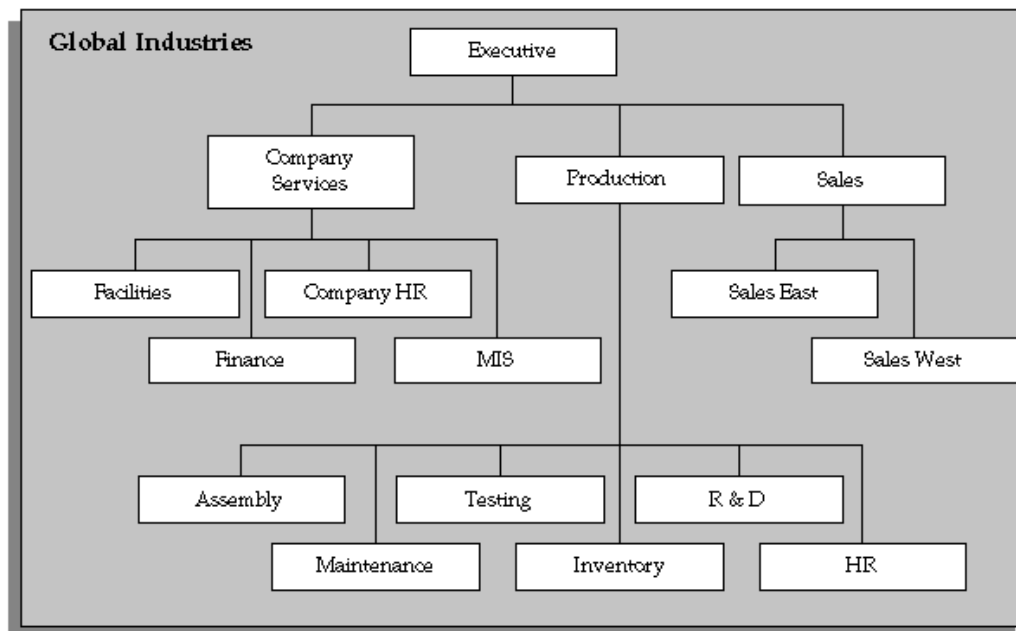 Global Industries
Executive
Company
Services
Production
Sales
Facilities
Company HR
Sales East
Finance
MIS
Sales West
Assembly
Testing
R & D
Maintenance
Inventory
HR